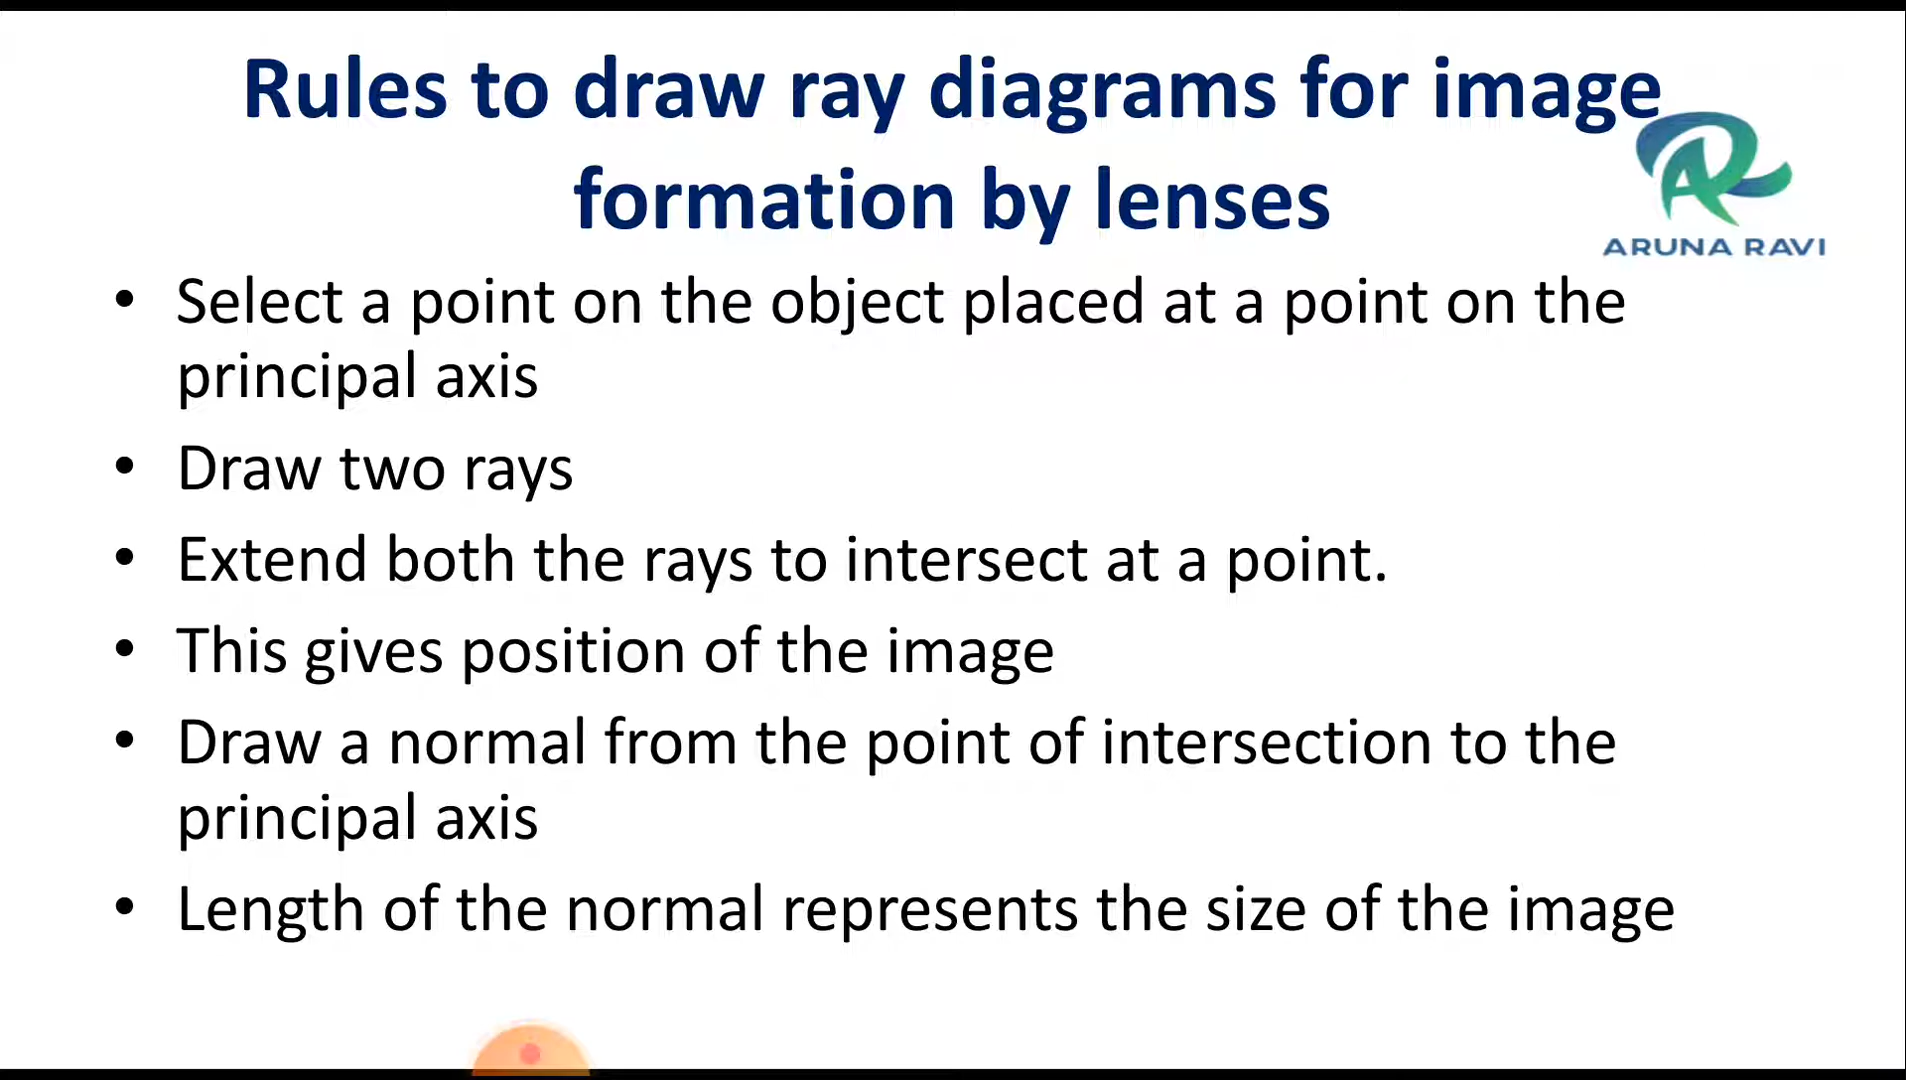 Rules to draw ray diagrams for image
formation by lenses
ARUNA RAVI
• Select a point on the object placed at a point on the
principal axis
• Draw two rays
• Extend both the rays to intersect at a point.
• This gives position of the image
• Draw a normal from the point of intersection to the
principal axis
• Length of the normal represents the size of the image